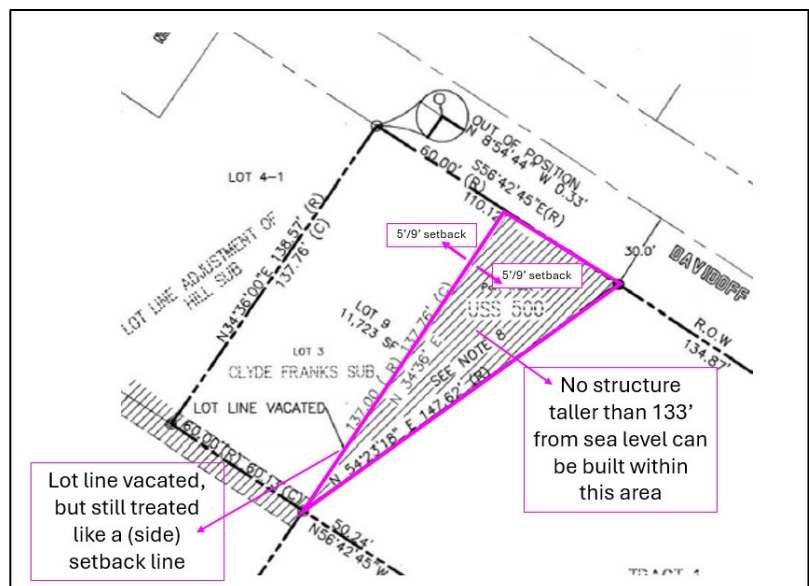 OUT OF POSITION
N 8°54'44" W 0.33'
60.00' (R)
S56°42'45"E(R)
110.12'
LOT 4-1
5'/9' setback
5'/9' setback
30.0'
DAVIDOFF
LOT LINE ADJUSTMENT OF
HILL SUB
N34°36'00"E 138.57' (R)
137.76' (C)
USS 500
R.O.W
134.87'
LOT 9
11,723 SF
137.00' (R) 137.76' (C)
N 34°36' E
SEE NOTE 8
LOT 3
CLYDE FRANKS SUB.
LOT LINE VACATED
N 54°23'18" E 147.62' (R)
No structure
taller than 133'
from sea level can
be built within
this area
60.00'(R)
Lot line vacated,
but still treated
like a (side)
setback line
50.24'
N56°42'45"W
TRACT 1